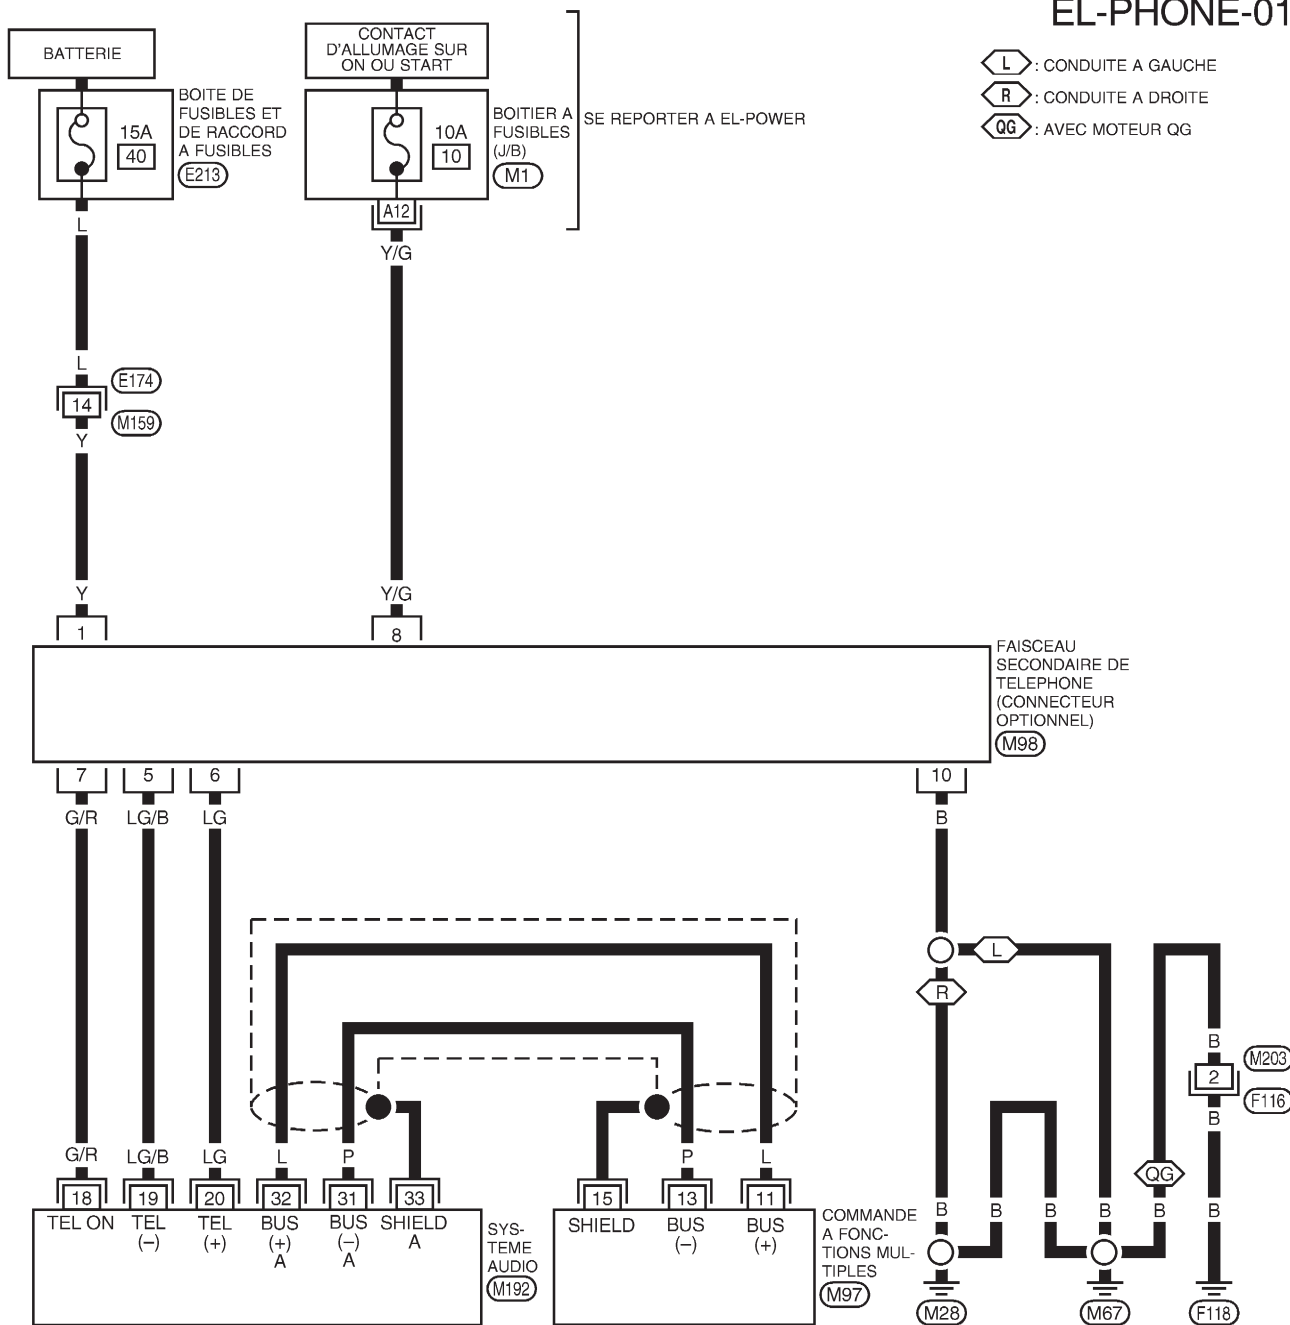 EL-PHONE-01
BATTERIE
CONTACT
D'ALLUMAGE SUR
ON OU START
L : CONDUITE A GAUCHE
R : CONDUITE A DROITE
QG : AVEC MOTEUR QG
15A
40
BOITE DE
FUSIBLES ET
DE RACCORD
A FUSIBLES
E213
10A
10
BOITIER A
FUSIBLES
(J/B)
M1
SE REPORTER A EL-POWER
A12
L
Y/G
L
E174
14
M159
Y
Y
Y/G
1
8
FAISCEAU
SECONDAIRE DE
TELEPHONE
(CONNECTEUR
OPTIONNEL)
M98
7
5
6
10
G/R
LG/B
LG
B
L
R
B
M203
2
F116
B
QG
G/R
LG/B
LG
L
P
P
L
18
19
20
32
31
33
15
13
11
TEL ON
TEL
(–)
TEL
(+)
BUS
(+)
A
BUS
(–)
A
SHIELD
A
SYS-
TEME
AUDIO
M192
SHIELD
BUS
(–)
BUS
(+)
COMMANDE
A FONC-
TIONS MUL-
TIPLES
M97
B
B
B
B
B
B
M28
M67
F118